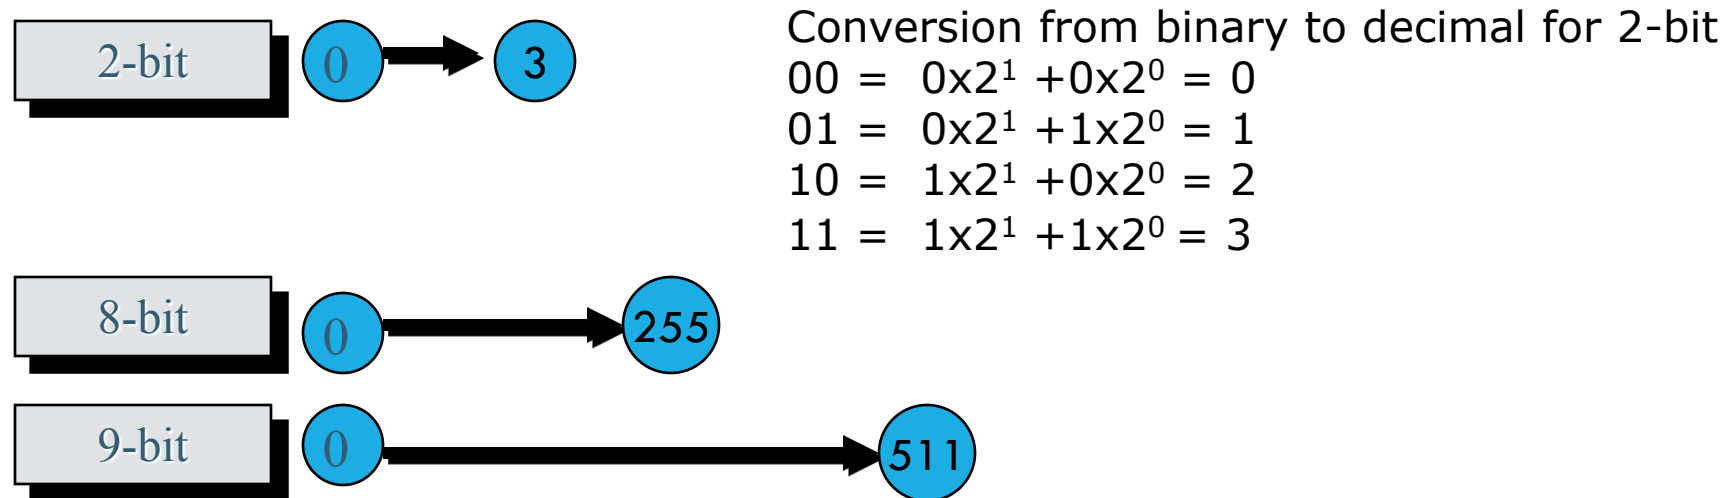 2-bit 0 3
Conversion from binary to decimal for 2-bit
00 = 0x2¹ +0x2⁰ = 0
01 = 0x2¹ +1x2⁰ = 1
10 = 1x2¹ +0x2⁰ = 2
11 = 1x2¹ +1x2⁰ = 3
8-bit 0 255
9-bit 0 511